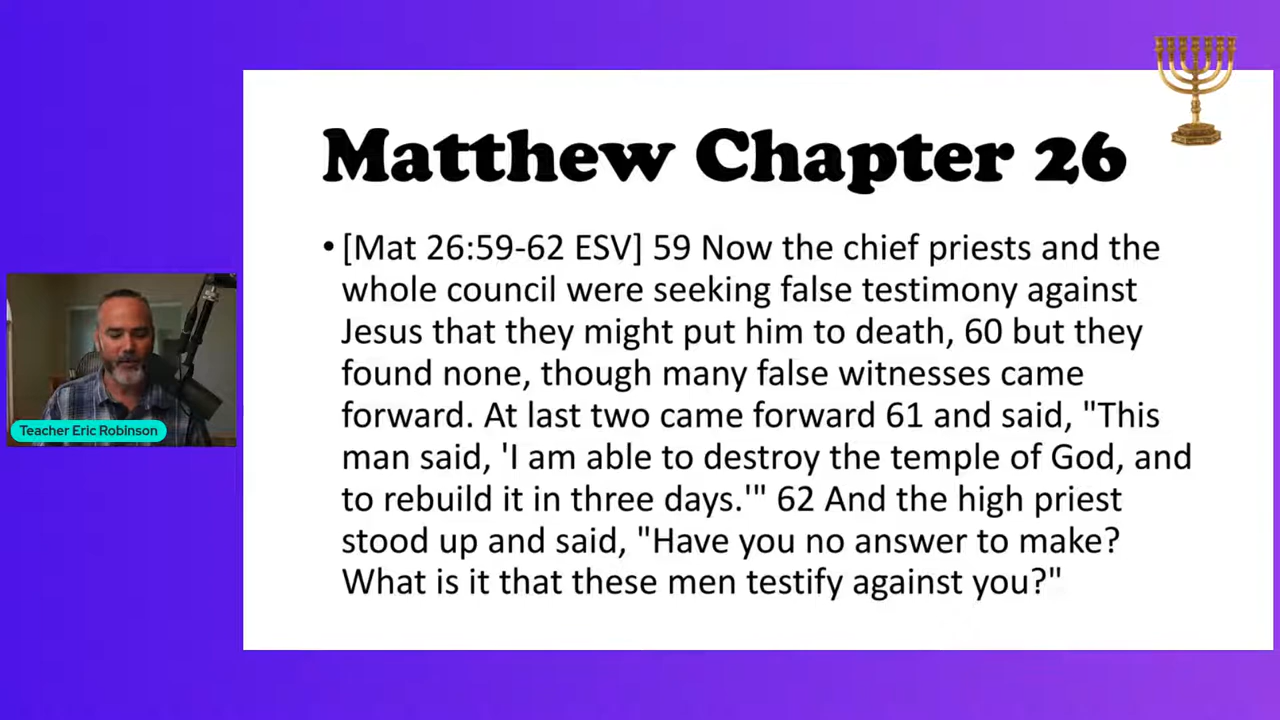 Matthew Chapter 26
• [Mat 26:59-62 ESV] 59 Now the chief priests and the
whole council were seeking false testimony against
Jesus that they might put him to death, 60 but they
found none, though many false witnesses came
forward. At last two came forward 61 and said, "This
man said, 'I am able to destroy the temple of God, and
to rebuild it in three days.'" 62 And the high priest
stood up and said, "Have you no answer to make?
What is it that these men testify against you?"
Teacher Eric Robinson